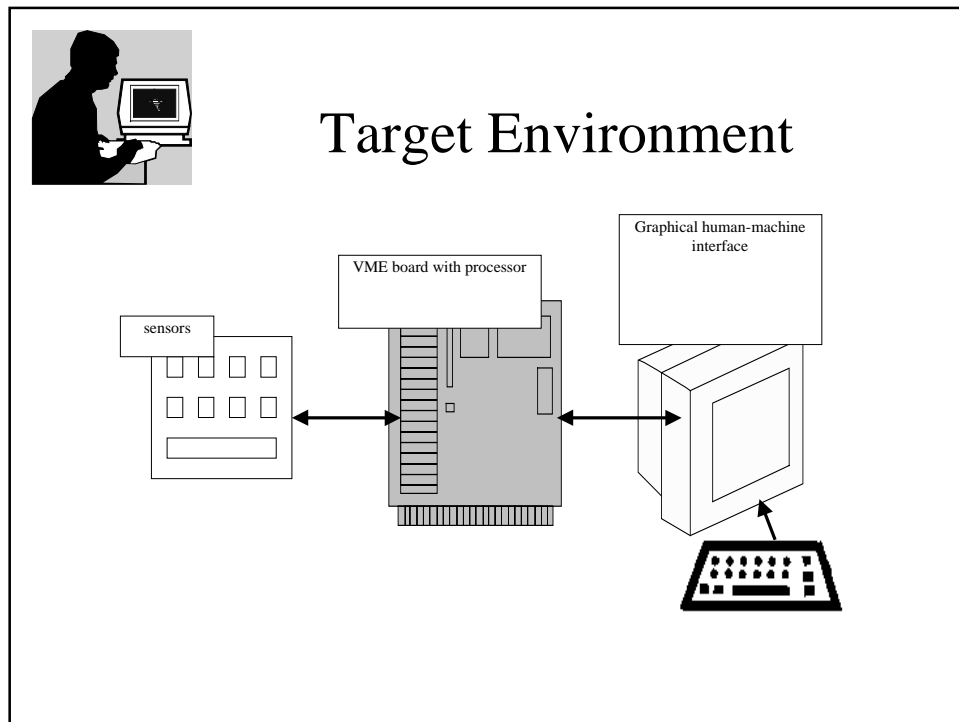 Target Environment
Graphical human-machine
interface
VME board with processor
sensors